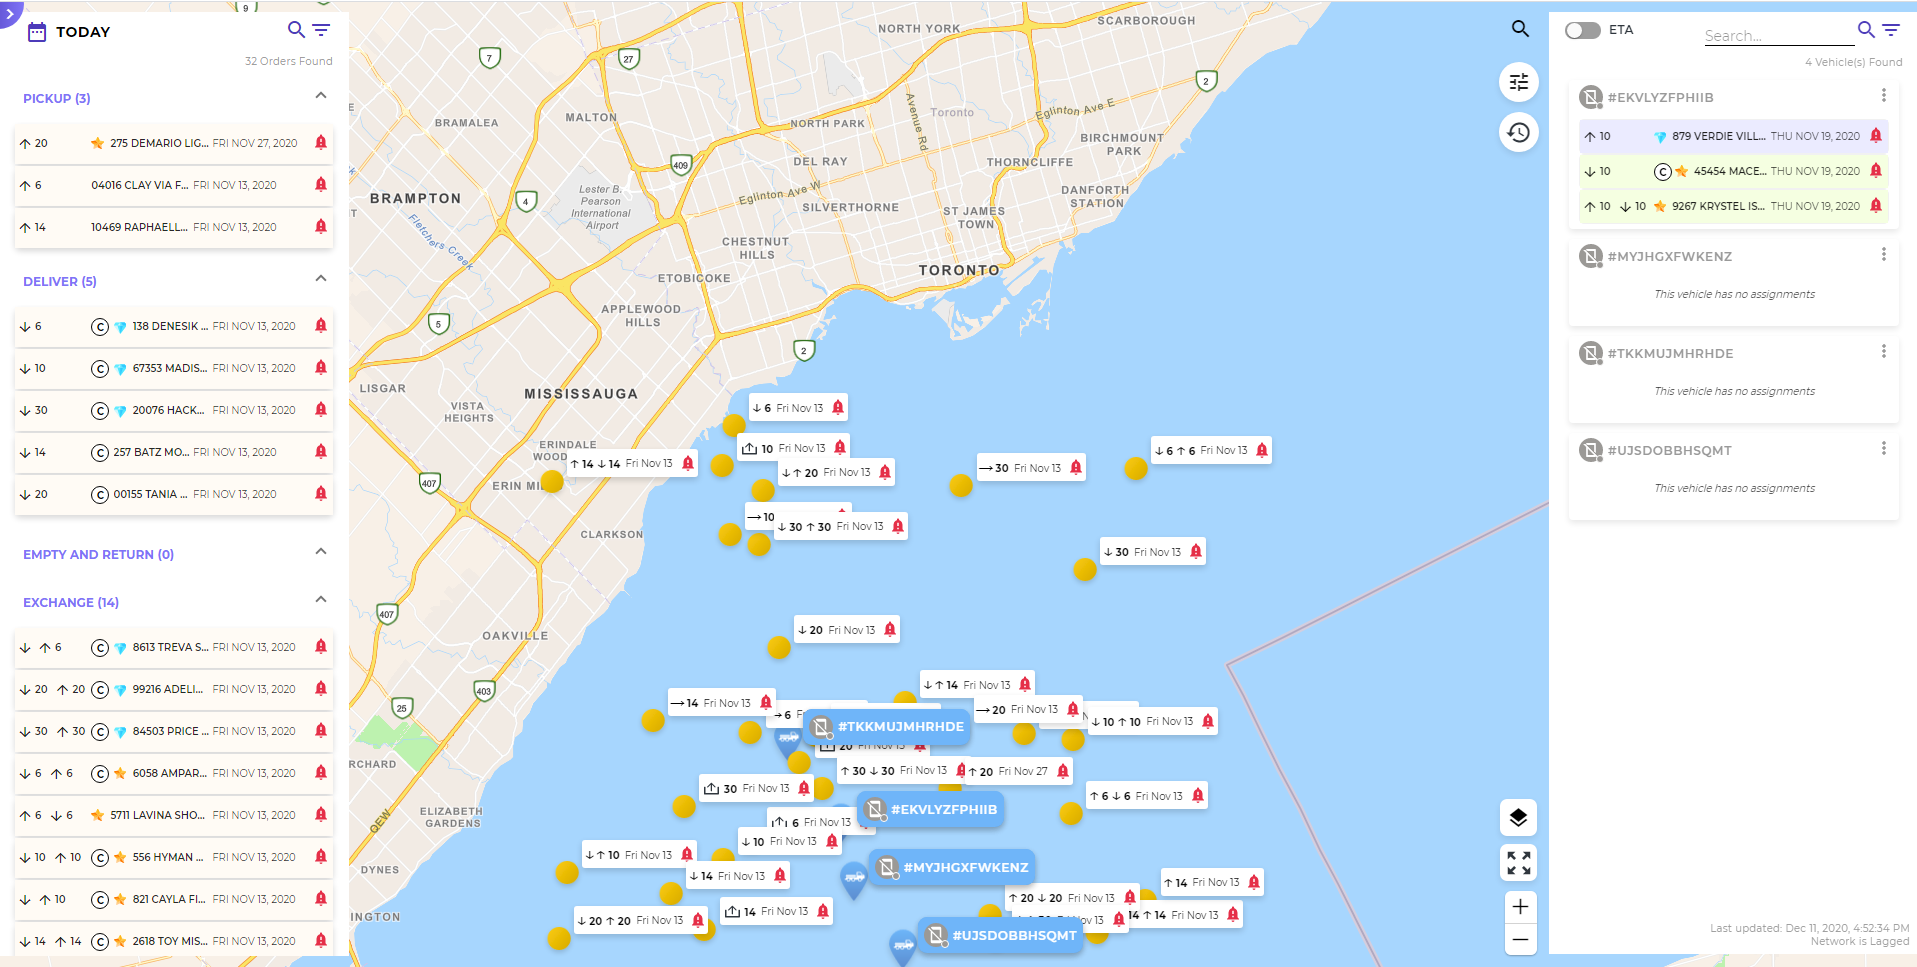 TODAY
32 Orders Found
PICKUP (3)
20 275 DEMARIO LIG... FRI NOV 27, 2020
6 04016 CLAY VIA F... FRI NOV 13, 2020
14 10469 RAPHAELL... FRI NOV 13, 2020
DELIVER (5)
6 C 138 DENESIK ... FRI NOV 13, 2020
10 C 67353 MADIS... FRI NOV 13, 2020
30 C 20076 HACK... FRI NOV 13, 2020
14 C 257 BATZ MO... FRI NOV 13, 2020
20 C 00155 TANIA ... FRI NOV 13, 2020
EMPTY AND RETURN (0)
EXCHANGE (14)
6 C 8613 TREVA S... FRI NOV 13, 2020
20 20 C 99216 ADELI... FRI NOV 13, 2020
30 30 C 84503 PRICE ... FRI NOV 13, 2020
6 6 C 6058 AMPAR... FRI NOV 13, 2020
6 6 5711 LAVINA SHO... FRI NOV 13, 2020
10 10 C 556 HYMAN ... FRI NOV 13, 2020
10 C 821 CAYLA FI... FRI NOV 13, 2020
14 14 C 2618 TOY MIS... FRI NOV 13, 2020
9
SCARBOROUGH
NORTH YORK
7
27
2
Avenue Rd
Toronto
Eglinton Ave E
BRAMALEA
MALTON
NORTH PARK
BIRCHMOUNT
PARK
409
DEL RAY
THORNCLIFFE
BRAMPTON
4
Lester B.
Pearson
International
Airport
Eglinton Ave W
SILVERTHORNE
DANFORTH
STATION
ST JAMES
TOWN
Fletchers Creek
CHESTNUT
HILLS
ETOBICOKE
TORONTO
APPLEWOOD
HILLS
5
2
LISGAR
MISSISSAUGA
VISTA
HEIGHTS
6 Fri Nov 13
ERINDALE
10 Fri Nov 13
6 6 Fri Nov 13
14 14 Fri Nov 13
20 Fri Nov 13
30 Fri Nov 13
407
10
30 30 Fri Nov 13
CLARKSON
30 Fri Nov 13
407
OAKVILLE
20 Fri Nov 13
403
14 Fri Nov 13
25
14 Fri Nov 13
6
20 Fri Nov 13
10 10 Fri Nov 13
#TKKMUJMHRHDE
20 Fri Nov 13
30 30 Fri Nov 13
20 Fri Nov 27
30 Fri Nov 13
6 6 Fri Nov 13
#EKVLYZFPHIIB
ELIZABETH
GARDENS
QEW
6 Fri Nov 13
10 Fri Nov 13
10 Fri Nov 13
DYNES
#MYJHGXFWKENZ
14 Fri Nov 13
14 Fri Nov 13
20 20 Fri Nov 13
14 Fri Nov 13
14 14 Fri Nov 13
20 20 Fri Nov 13
#UJSDOBBHSQMT
ETA
Search...
4 Vehicle(s) Found
#EKVLYZFPHIIB
10 879 VERDIE VILL... THU NOV 19, 2020
10 C 45454 MACE... THU NOV 19, 2020
10 10 9267 KRYSTEL IS... THU NOV 19, 2020
#MYJHGXFWKENZ
This vehicle has no assignments
#TKKMUJMHRHDE
This vehicle has no assignments
#UJSDOBBHSQMT
This vehicle has no assignments
Last updated: Dec 11, 2020, 4:52:34 PM
Network is Lagged